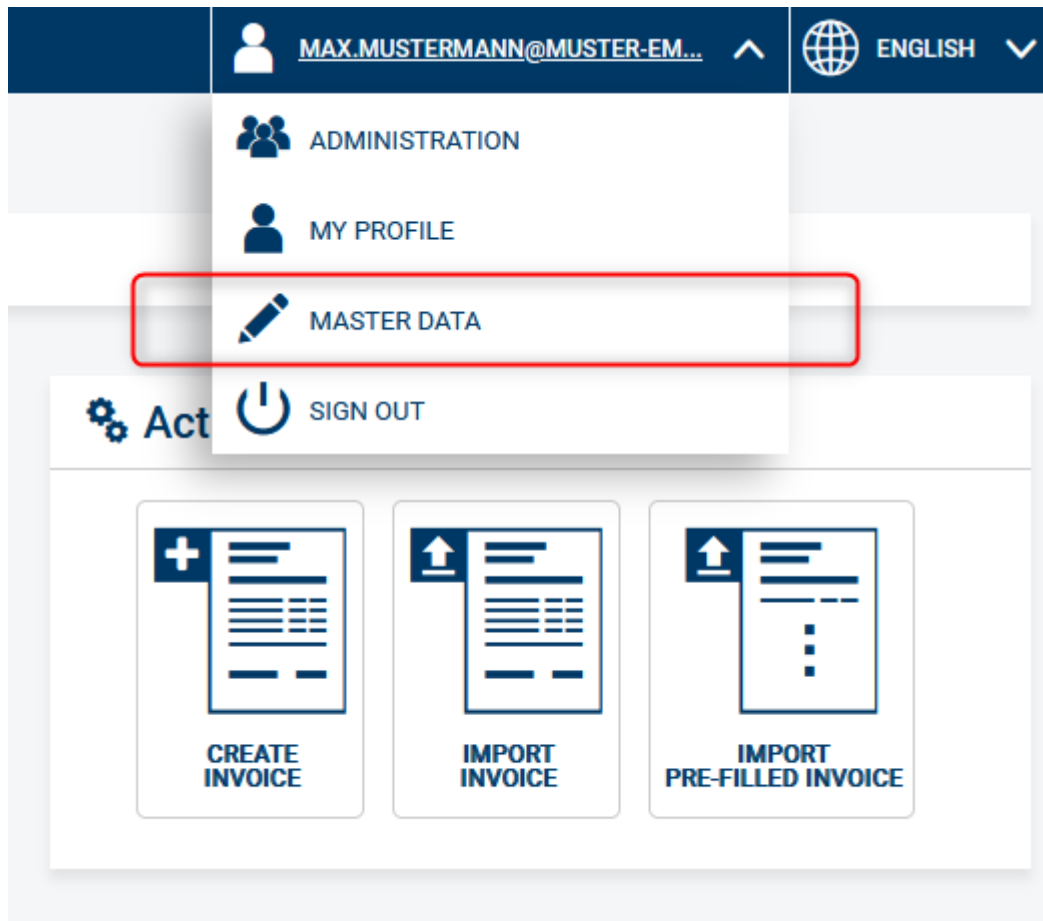 MAX.MUSTERMANN@MUSTER-EM...
ENGLISH
ADMINISTRATION
MY PROFILE
MASTER DATA
SIGN OUT
Act
CREATE
INVOICE
IMPORT
INVOICE
IMPORT
PRE-FILLED INVOICE